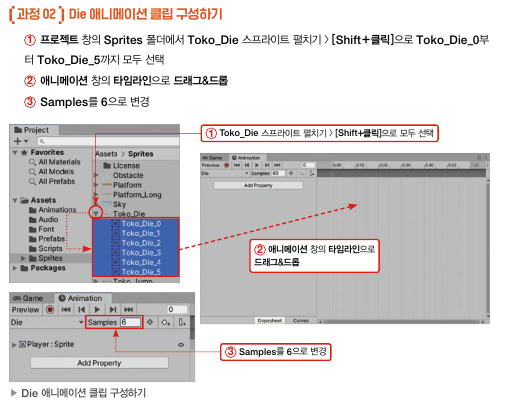 [과정 02] Die 애니메이션 클립 구성하기
① 프로젝트 창의 Sprites 폴더에서 Toko_Die 스프라이트 펼치기 > [Shift+클릭]으로 Toko_Die_0부
터 Toko_Die_5까지 모두 선택
② 애니메이션 창의 타임라인으로 드래그&드롭
③ Samples를 6으로 변경
① Toko_Die 스프라이트 펼치기 > [Shift+클릭]으로 모두 선택
Project
Favorites
All Materials
All Models
All Prefabs
Assets
Animations
Audio
Font
Prefabs
Scripts
Sprites
Packages
Assets > Sprites
License
Obstacle
Platform
Platform_Long
Sky
Toko_Die
Toko_Die_0
Toko_Die_1
Toko_Die_2
Toko_Die_3
Toko_Die_4
Toko_Die_5
Toko_Jump
Game Animation
Preview 0
Die Samples 60
Add Property
Dopesheet Curves
② 애니메이션 창의 타임라인으로
드래그&드롭
Game Animation
Preview 0
Die Samples 6
Player : Sprite
Add Property
③ Samples를 6으로 변경
▶ Die 애니메이션 클립 구성하기